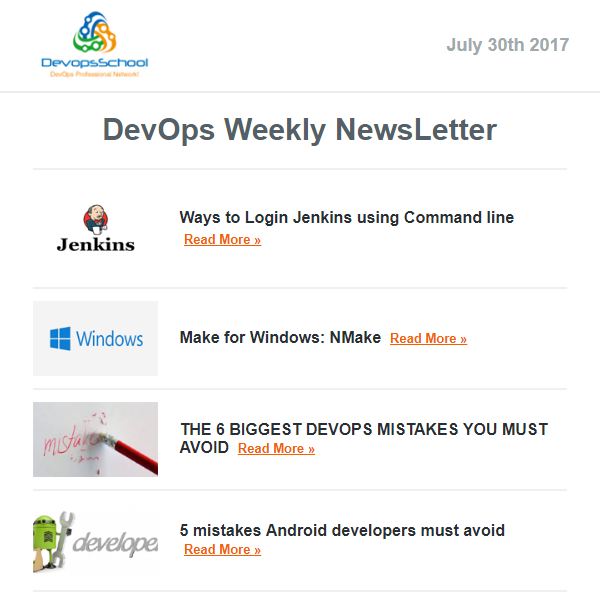 DevopsSchool
DevOps Professional Network!
July 30th 2017
DevOps Weekly NewsLetter
Jenkins
Ways to Login Jenkins using Command line
Read More »
Windows
Make for Windows: NMake Read More »
mistake
THE 6 BIGGEST DEVOPS MISTAKES YOU MUST
AVOID Read More »
develope
5 mistakes Android developers must avoid
Read More »